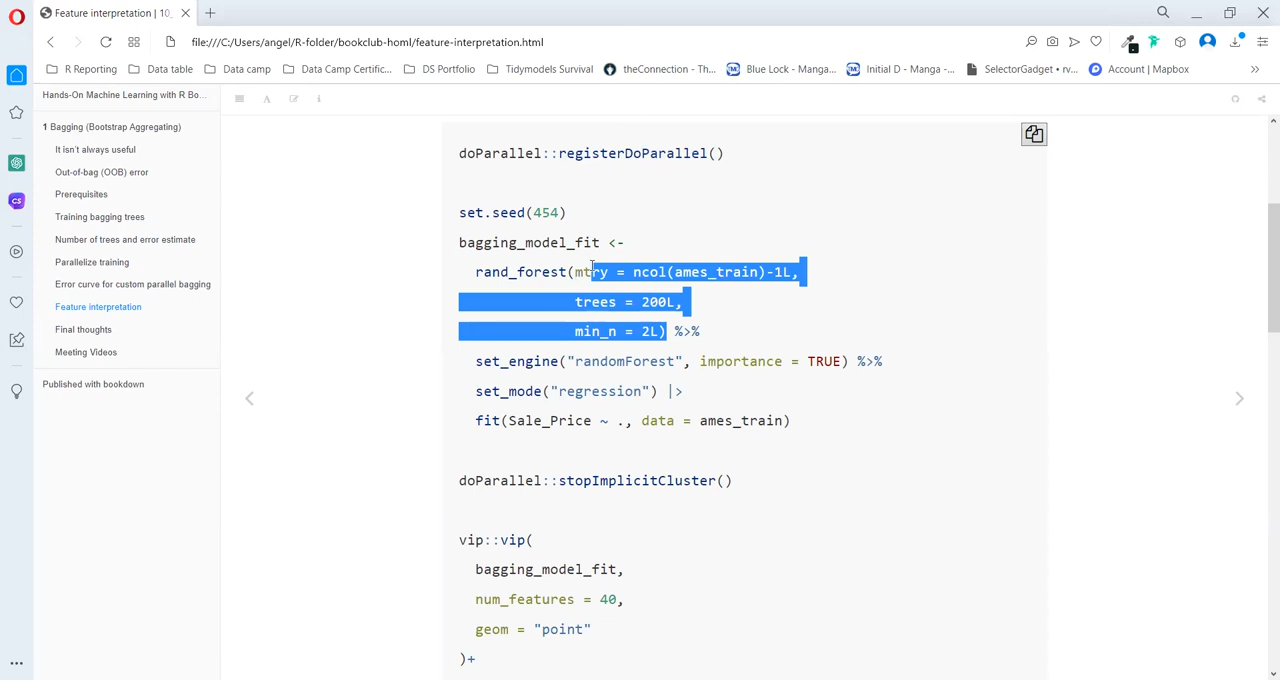 Feature interpretation | 10_
file:///C:/Users/angel/R-folder/bookclub-homl/feature-interpretation.html
R Reporting
Data table
Data camp
Data Camp Certific...
DS Portfolio
Tidymodels Survival
theConnection - Th...
Blue Lock - Manga...
Initial D - Manga -...
SelectorGadget • rv...
Account | Mapbox
Hands-On Machine Learning with R Bo...
1 Bagging (Bootstrap Aggregating)
It isn't always useful
Out-of-bag (OOB) error
Prerequisites
Training bagging trees
Number of trees and error estimate
Parallelize training
Error curve for custom parallel bagging
Feature interpretation
Final thoughts
Meeting Videos
Published with bookdown
CS
A
i
doParallel::registerDoParallel()
set.seed(454)
bagging_model_fit <-
rand_forest(mtry = ncol(ames_train)-1L,
trees = 200L,
min_n = 2L) %>%
set_engine("randomForest", importance = TRUE) %>%
set_mode("regression") |>
fit(Sale_Price ~ ., data = ames_train)
doParallel::stopImplicitCluster()
vip::vip(
bagging_model_fit,
num_features = 40,
geom = "point"
)+